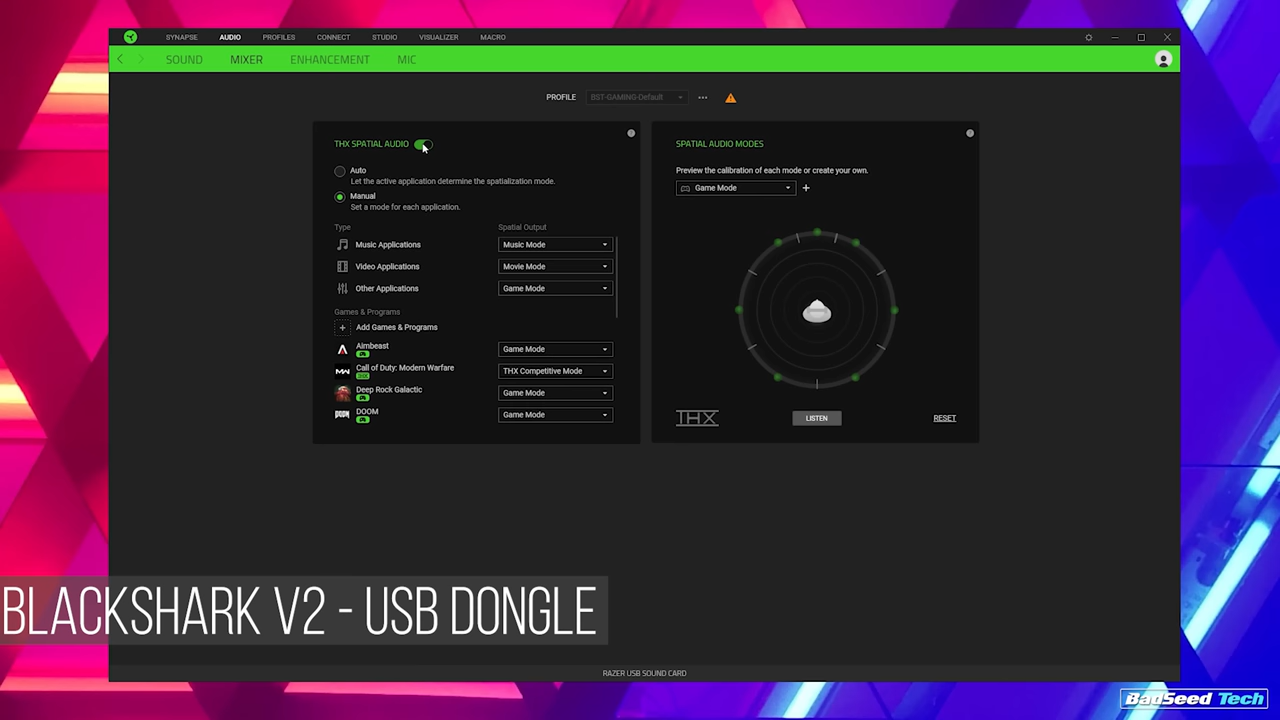 SYNAPSE AUDIO PROFILES CONNECT STUDIO VISUALIZER MACRO
SOUND MIXER ENHANCEMENT MIC
PROFILE BST-GAMING-Default
THX SPATIAL AUDIO
Auto
Let the active application determine the spatialization mode.
Manual
Set a mode for each application.
Type Spatial Output
Music Applications Music Mode
Video Applications Movie Mode
Other Applications Game Mode
Games & Programs
Add Games & Programs
Aimbeast Game Mode
Call of Duty: Modern Warfare THX Competitive Mode
Deep Rock Galactic Game Mode
DOOM Game Mode
SPATIAL AUDIO MODES
Preview the calibration of each mode or create your own.
Game Mode
THX LISTEN RESET
BLACKSHARK V2 - USB DONGLE
RAZER USB SOUND CARD
BadSeed Tech